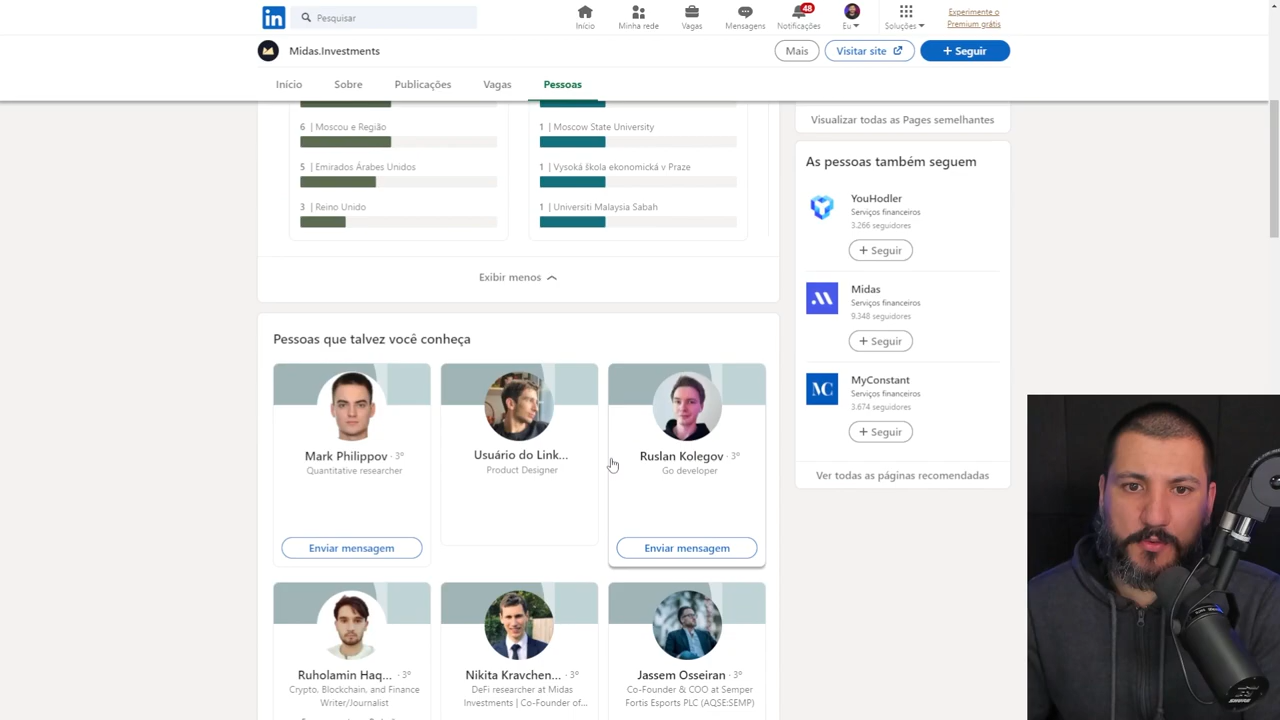 in
Pesquisar
Início
Minha rede
Vagas
Mensagens
48
Notificações
Eu
Soluções
Experimente o
Premium grátis
Midas.Investments
Mais
Visitar site
+ Seguir
Início
Sobre
Publicações
Vagas
Pessoas
6 | Moscou e Região
5 | Emirados Árabes Unidos
3 | Reino Unido
1 | Moscow State University
1 | Vysoká škola ekonomická v Praze
1 | Universiti Malaysia Sabah
Exibir menos
Visualizar todas as Pages semelhantes
As pessoas também seguem
YouHodler
Serviços financeiros
3.266 seguidores
+ Seguir
Midas
Serviços financeiros
9.348 seguidores
+ Seguir
MC
MyConstant
Serviços financeiros
3.674 seguidores
+ Seguir
Ver todas as páginas recomendadas
Pessoas que talvez você conheça
Mark Philippov · 3º
Quantitative researcher
Enviar mensagem
Usuário do Link...
Product Designer
Ruslan Kolegov · 3º
Go developer
Enviar mensagem
Ruholamin Haq... · 3º
Crypto, Blockchain, and Finance
Writer/Journalist
Nikita Kravchen... · 3º
DeFi researcher at Midas
Investments | Co-Founder of...
Jassem Osseiran · 3º
Co-Founder & COO at Semper
Fortis Esports PLC (AQSE:SEMP)
SHURE